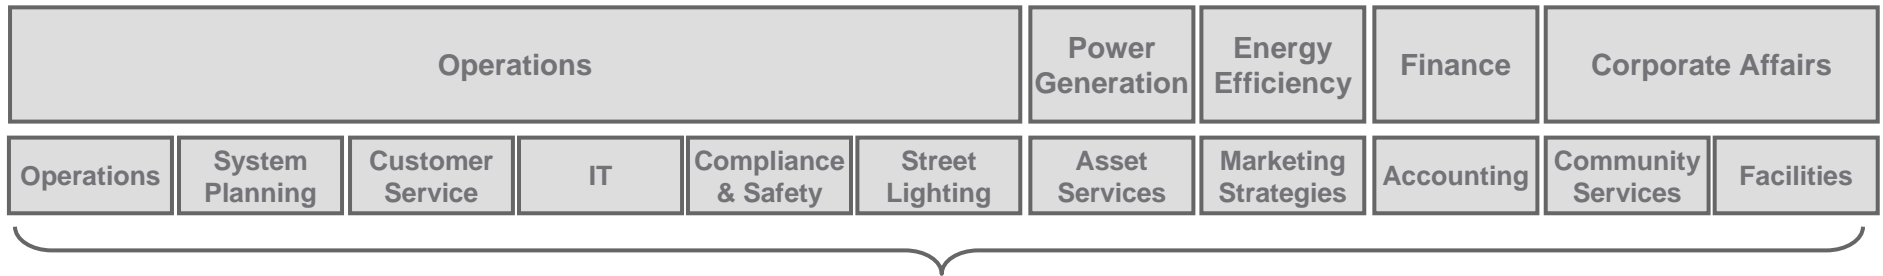 Operations
Power
Generation
Energy
Efficiency
Finance
Corporate Affairs
Operations
System
Planning
Customer
Service
IT
Compliance
& Safety
Street
Lighting
Asset
Services
Marketing
Strategies
Accounting
Community
Services
Facilities